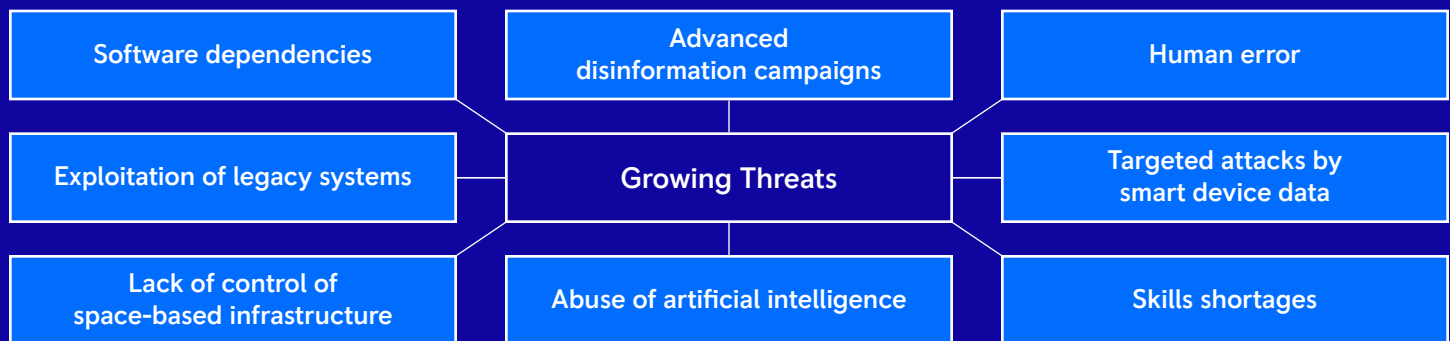 Software dependencies
Advanced
disinformation campaigns
Human error
Exploitation of legacy systems
Growing Threats
Targeted attacks by
smart device data
Lack of control of
space-based infrastructure
Abuse of artificial intelligence
Skills shortages